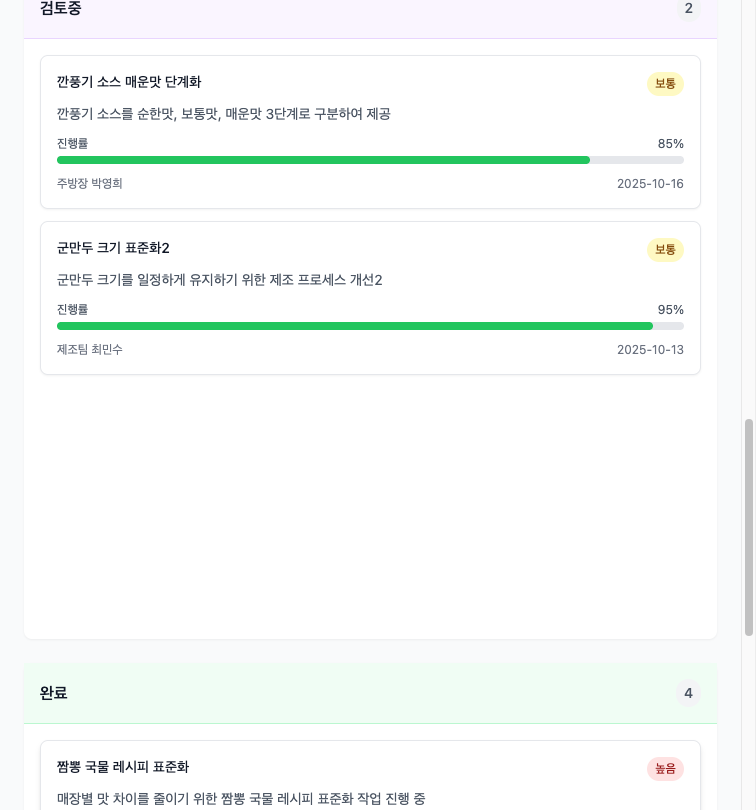 검토중
2
깐풍기 소스 매운맛 단계화
보통
깐풍기 소스를 순한맛, 보통맛, 매운맛 3단계로 구분하여 제공
진행률
85%
주방장 박영희
2025-10-16
군만두 크기 표준화2
보통
군만두 크기를 일정하게 유지하기 위한 제조 프로세스 개선2
진행률
95%
제조팀 최민수
2025-10-13
완료
4
짬뽕 국물 레시피 표준화
높음
매장별 맛 차이를 줄이기 위한 짬뽕 국물 레시피 표준화 작업 진행 중